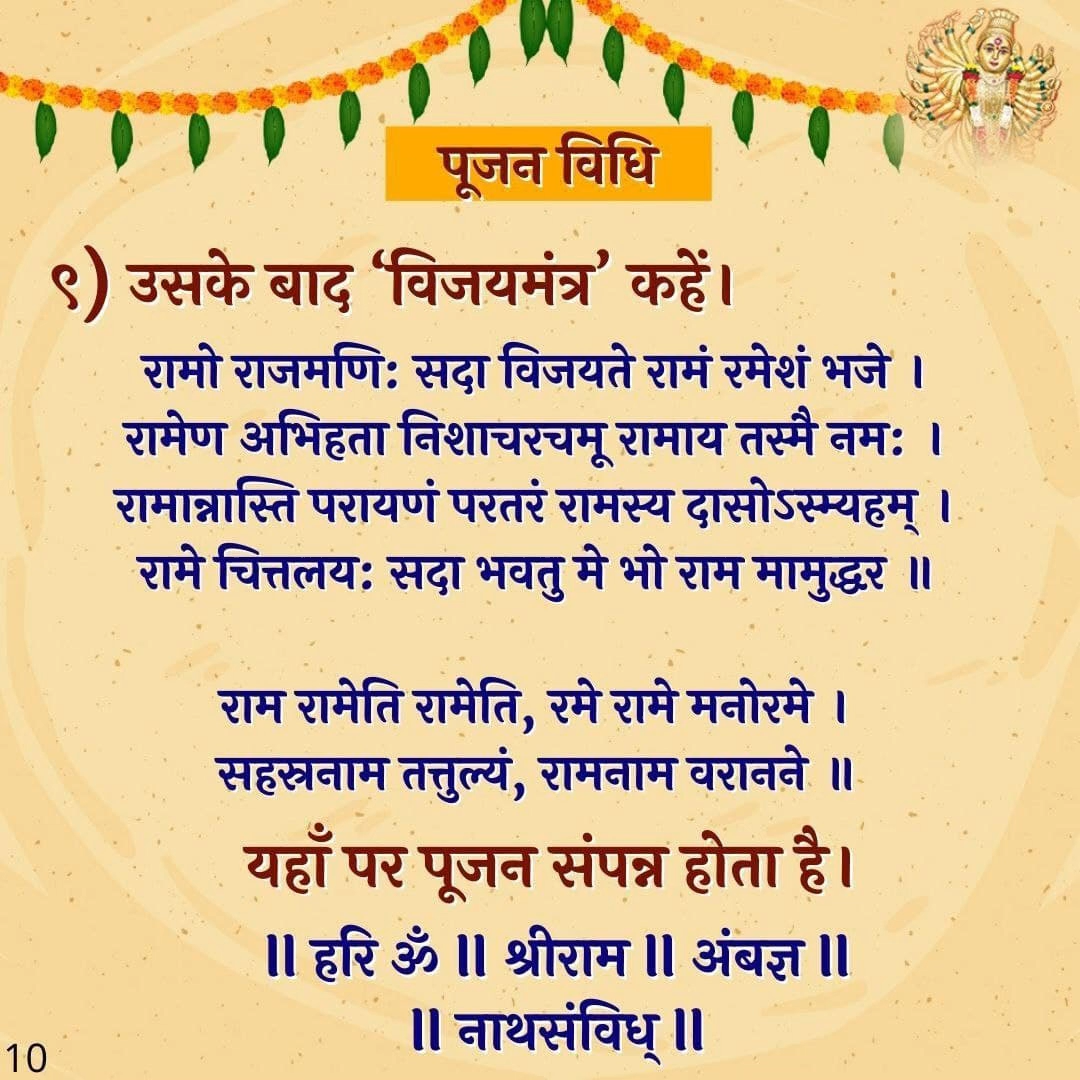 पूजन विधि
९) उसके बाद ‘विजयमंत्र’ कहें।
रामो राजमणि: सदा विजयते रामं रमेशं भजे ।
रामेण अभिहता निशाचरचमू रामाय तस्मै नम: ।
रामान्नास्ति परायणं परतरं रामस्य दासोऽस्म्यहम् ।
रामे चित्तलय: सदा भवतु मे भो राम मामुद्धर ॥
राम रामेति रामेति, रमे रामे मनोरमे ।
सहस्रनाम तत्तुल्यं, रामनाम वरानने ॥
यहाँ पर पूजन संपन्न होता है।
॥ हरि ॐ ॥ श्रीराम ॥ अंबज्ञ ॥
॥ नाथसंविध् ॥
10